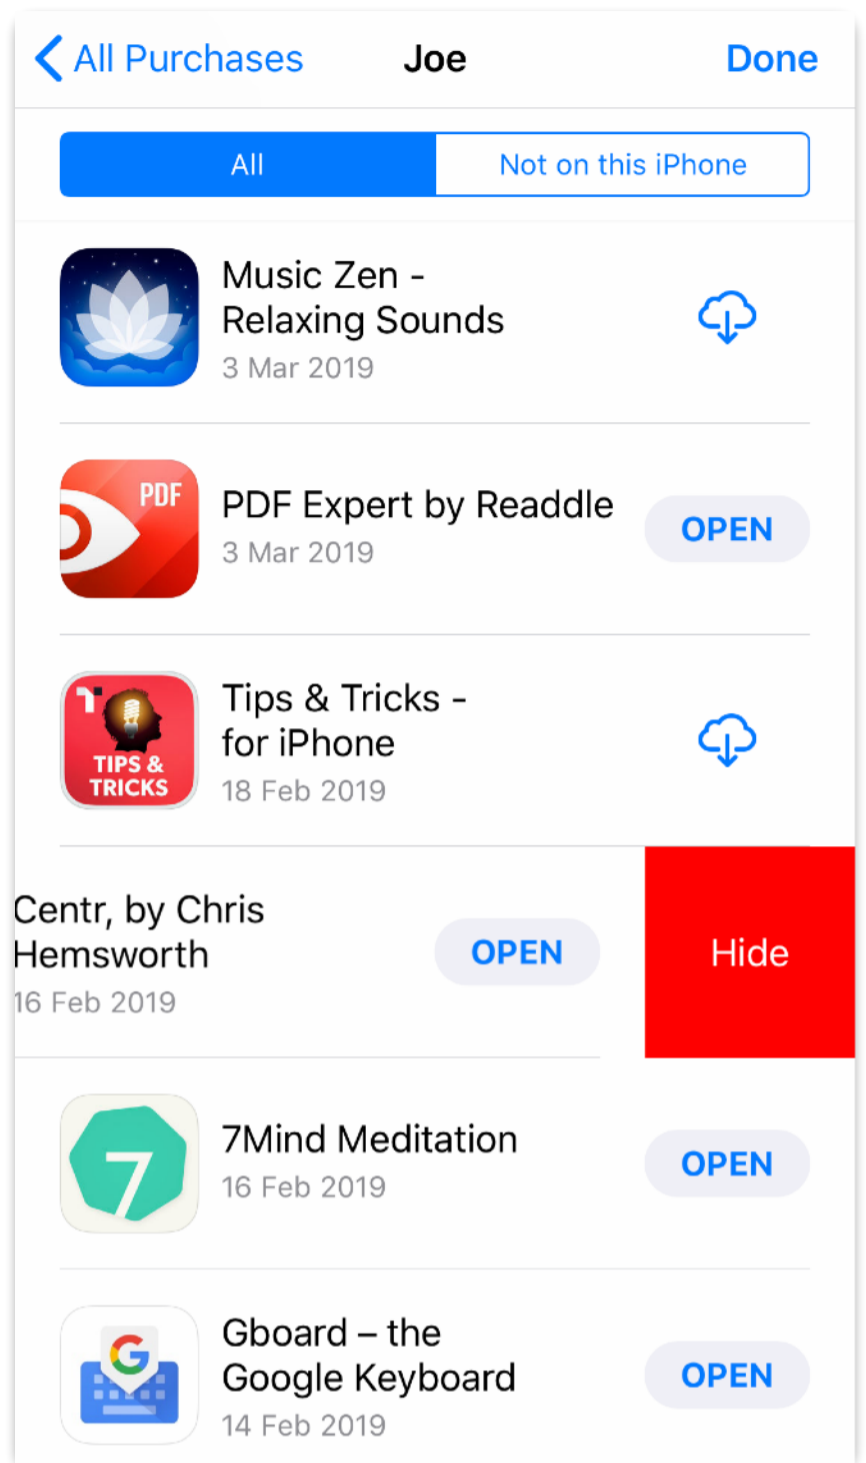 All Purchases Joe Done
All Not on this iPhone
Music Zen -
Relaxing Sounds
3 Mar 2019
PDF
PDF Expert by Readdle
3 Mar 2019
OPEN
Tips & Tricks -
for iPhone
18 Feb 2019
TIPS &
TRICKS
Centr, by Chris
Hemsworth
16 Feb 2019
OPEN
Hide
7
7Mind Meditation
16 Feb 2019
OPEN
G
Gboard – the
Google Keyboard
14 Feb 2019
OPEN